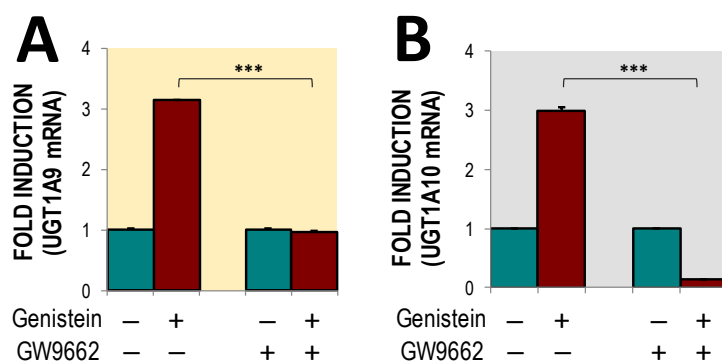 A
FOLD INDUCTION
(UGT1A9 mRNA)
4
3
2
1
0
***
Genistein – + – +
GW9662 – – + +
B
FOLD INDUCTION
(UGT1A10 mRNA)
4
3
2
1
0
***
Genistein – + – +
GW9662 – – + +